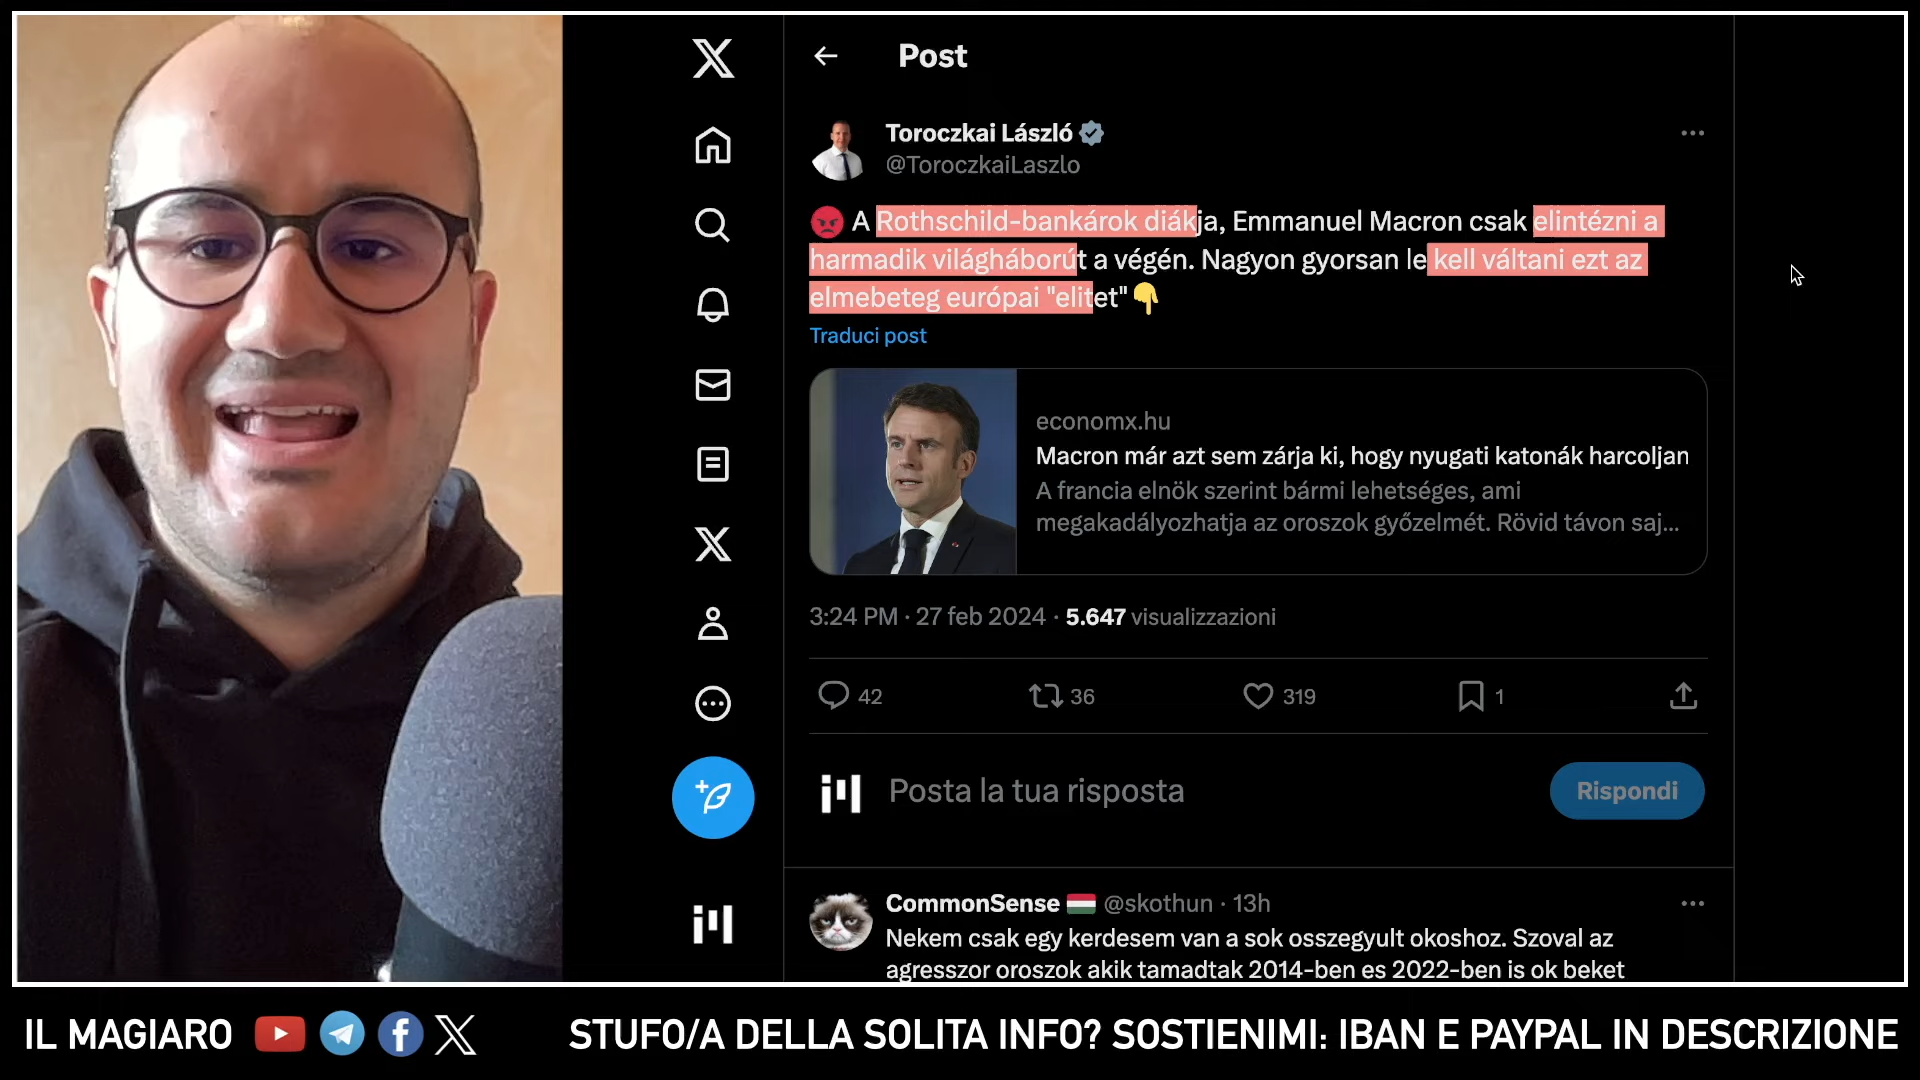 Post
Toroczkai László
@ToroczkaiLaszlo
A Rothschild-bankárok diákja, Emmanuel Macron csak elintézni a
harmadik világháborút a végén. Nagyon gyorsan le kell váltani ezt az
elmebeteg európai "elitet"
Traduci post
economx.hu
Macron már azt sem zárja ki, hogy nyugati katonák harcoljan
A francia elnök szerint bármi lehetséges, ami
megakadályozhatja az oroszok győzelmét. Rövid távon saj...
3:24 PM · 27 feb 2024 · 5.647 visualizzazioni
42 36 319 1
Posta la tua risposta
Rispondi
CommonSense @skothun · 13h
Nekem csak egy kerdesem van a sok osszegyult okoshoz. Szoval az
agresszor oroszok akik tamadtak 2014-ben es 2022-ben is ok beket
IL MAGIARO
STUFO/A DELLA SOLITA INFO? SOSTIENIMI: IBAN E PAYPAL IN DESCRIZIONE